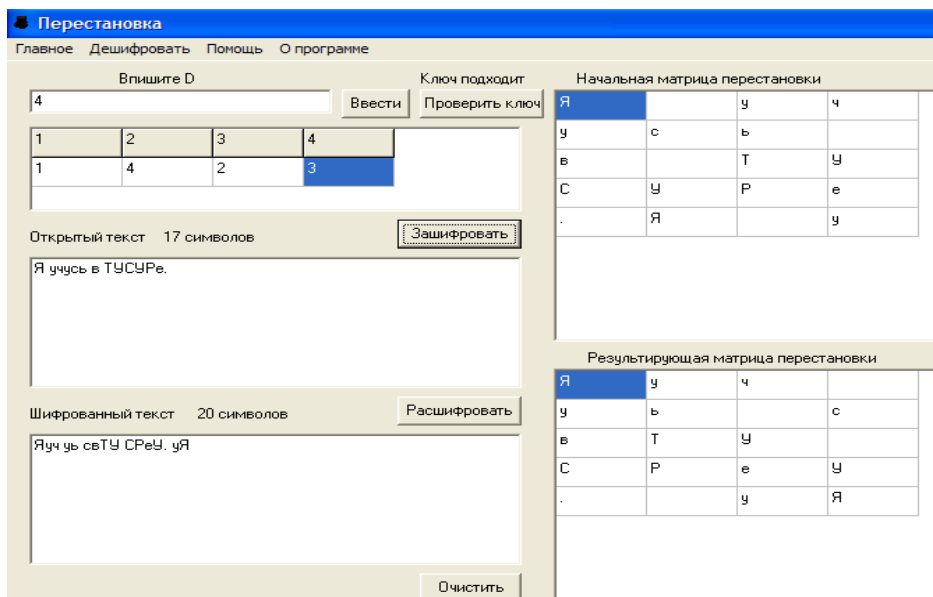 Перестановка
Главное Дешифровать Помощь О программе
Впишите D
Ключ подходит
4
Ввести
Проверить ключ
1 2 3 4
1 4 2 3
Открытый текст 17 символов
Зашифровать
Я учусь в ТУСУРе.
Шифрованный текст 20 символов
Расшифровать
Яуч уь свТУ СРеУ. уЯ
Очистить
Начальная матрица перестановки
Я у ч
у с ь
в Т У
С У Р е
. Я у
Результирующая матрица перестановки
Я у ч
у ь с
в Т У
С Р е У
. у Я